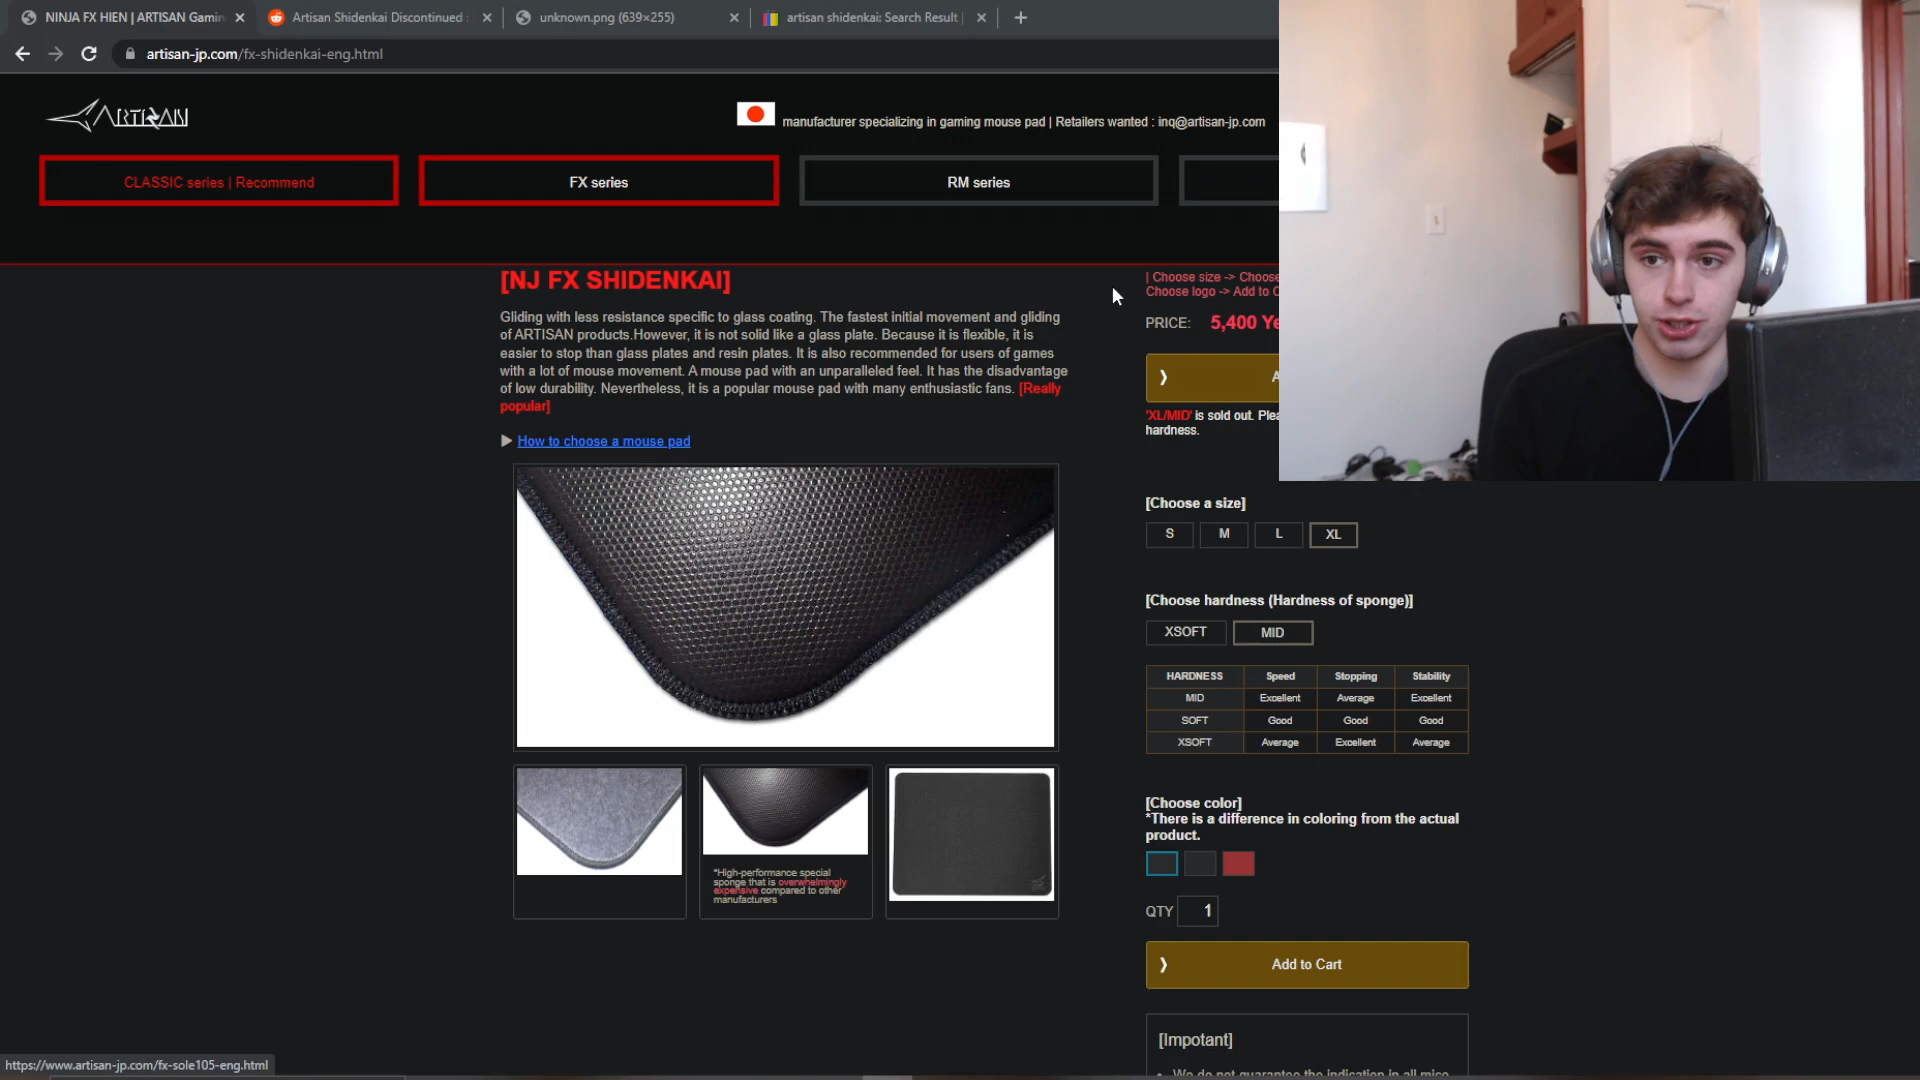 NINJA FX HIEN | ARTISAN Gamin
Artisan Shidenkai Discontinued :
unknown.png (639×255)
artisan shidenkai: Search Result |
artisan-jp.com/fx-shidenkai-eng.html
ARTISAN
manufacturer specializing in gaming mouse pad | Retailers wanted : inq@artisan-jp.com
CLASSIC series | Recommend
FX series
RM series
[NJ FX SHIDENKAI]
Gliding with less resistance specific to glass coating. The fastest initial movement and gliding
of ARTISAN products.However, it is not solid like a glass plate. Because it is flexible, it is
easier to stop than glass plates and resin plates. It is also recommended for users of games
with a lot of mouse movement. A mouse pad with an unparalleled feel. It has the disadvantage
of low durability. Nevertheless, it is a popular mouse pad with many enthusiastic fans. [Really
popular]
How to choose a mouse pad
*High-performance special
sponge that is overwhelmingly
expensive compared to other
manufacturers
| Choose size -> Choose
Choose logo -> Add to C
PRICE: 5,400 Ye
A
'XL/MID' is sold out. Plea
hardness.
[Choose a size]
S M L XL
[Choose hardness (Hardness of sponge)]
XSOFT MID
HARDNESS Speed Stopping Stability
MID Excellent Average Excellent
SOFT Good Good Good
XSOFT Average Excellent Average
[Choose color]
*There is a difference in coloring from the actual
product.
QTY 1
Add to Cart
[Impotant]
• We do not guarantee the indication in all mice
https://www.artisan-jp.com/fx-sole105-eng.html